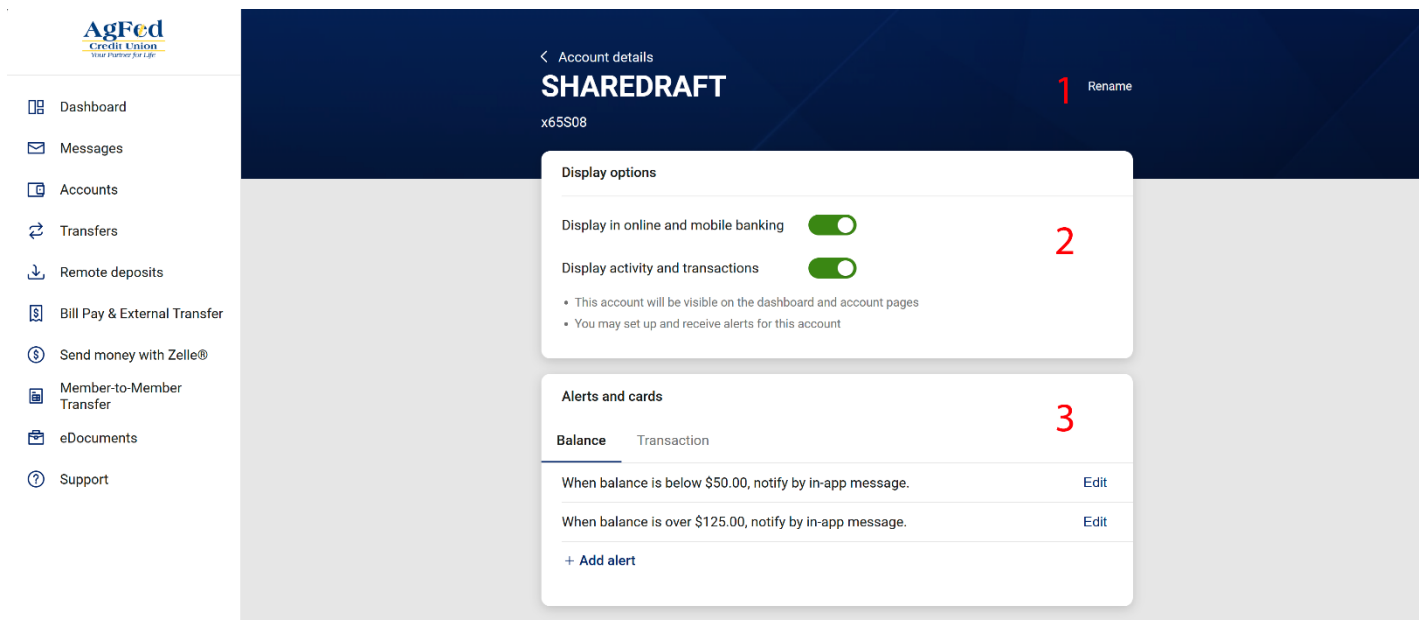 AgFed
Credit Union
Your Partner for Life
Dashboard
Messages
Accounts
Transfers
Remote deposits
Bill Pay & External Transfer
Send money with Zelle®
Member-to-Member
Transfer
eDocuments
Support
Account details
SHAREDRAFT
1 Rename
x65S08
Display options
Display in online and mobile banking
2
Display activity and transactions
• This account will be visible on the dashboard and account pages
• You may set up and receive alerts for this account
Alerts and cards
3
Balance Transaction
When balance is below $50.00, notify by in-app message. Edit
When balance is over $125.00, notify by in-app message. Edit
+ Add alert